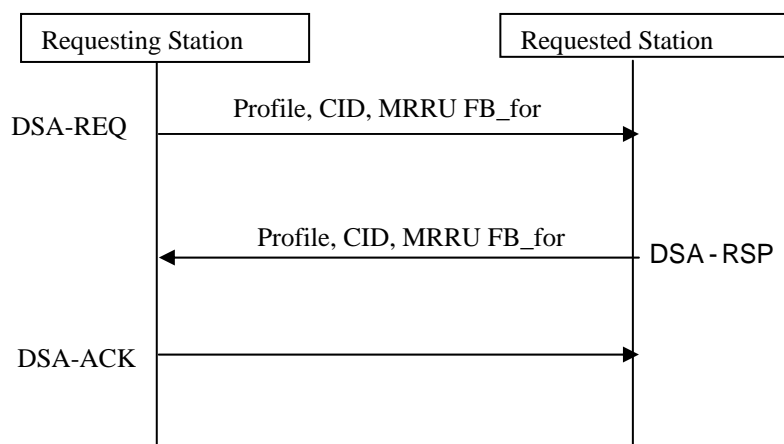 Requesting Station
Requested Station
Profile, CID, MRRU FB_for
DSA-REQ
Profile, CID, MRRU FB_for
DSA - RSP
DSA-ACK